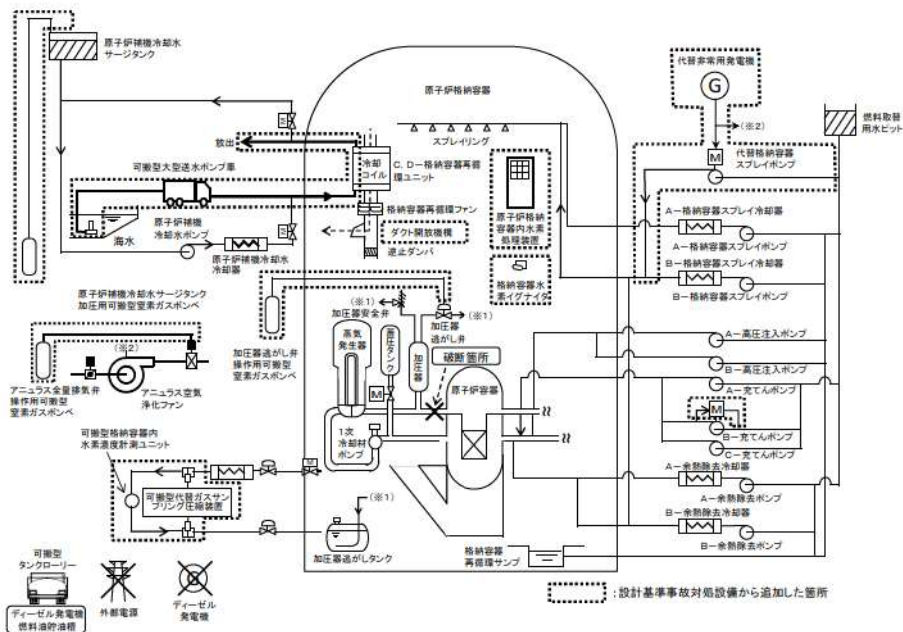 原子炉補機冷却水
サージタンク
原子炉格納容器
スプレイリング
代替非常用発電機
G
(※2)
燃料取替
用水ピット
M
代替格納容器
スプレイポンプ
M
放出
可搬型大型送水ポンプ車
冷却
コイル
C, D-格納容器再循
環ユニット
格納容器再循環ファン
ダクト開放機構
逆止ダンパ
原子炉格納
容器内水素
処理装置
格納容器水
素イグナイタ
海水
原子炉補機
冷却水ポンプ
M
原子炉補機冷却水
冷却器
A-格納容器スプレイ冷却器
A-格納容器スプレイポンプ
B-格納容器スプレイ冷却器
B-格納容器スプレイポンプ
原子炉補機冷却水サージタンク
加圧用可搬型窒素ガスボンベ
(※2)
アニュラス全量排気弁
操作用可搬型
窒素ガスボンベ
アニュラス空気
浄化ファン
加圧器逃がし弁
操作用可搬型
窒素ガスボンベ
(※1)
加圧器安全弁
(※1)
加圧器
逃がし弁
蒸気
発生器
蓄圧タンク
加圧器
破断箇所
原子炉容器
M
1次
冷却材
ポンプ
A-高圧注入ポンプ
B-高圧注入ポンプ
A-充てんポンプ
M
B-充てんポンプ
C-充てんポンプ
A-余熱除去冷却器
A-余熱除去ポンプ
B-余熱除去冷却器
B-余熱除去ポンプ
可搬型格納容器内
水素濃度計測ユニット
M
可搬型代替ガスサン
プリング圧縮装置
(※1)
加圧器逃がしタンク
格納容器
再循環サンプ
可搬型
タンクローリー
ディーゼル発電機
燃料油貯油槽
外部電源
ディーゼル
発電機
:設計基準事故対処設備から追加した箇所